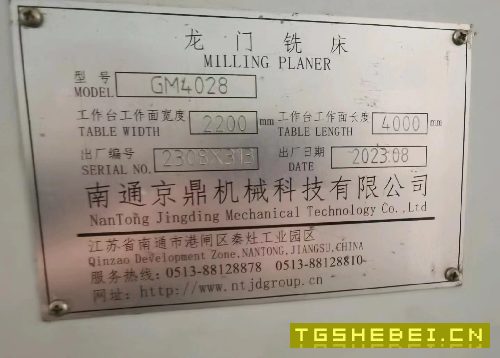 龙门铣床
MILLING PLANER
型号 MODEL GM4028
工作台工作面宽度 TABLE WIDTH 2200 mm 工作台工作面长度 TABLE LENGTH 4000 mm
出厂编号 SERIAL NO. 2308X313 出厂日期 DATE 2023.08
南通京鼎机械科技有限公司
NanTong Jingding Mechanical Technology Co.,Ltd
江苏省南通市港闸区秦灶工业园区
Qinzao Development Zone,NANTONG,JIANGSU,CHINA
服务热线: 0513-88128878 0513-88128810
网址: http://www.ntjdgroup.cn
TGSHEBEI.CN